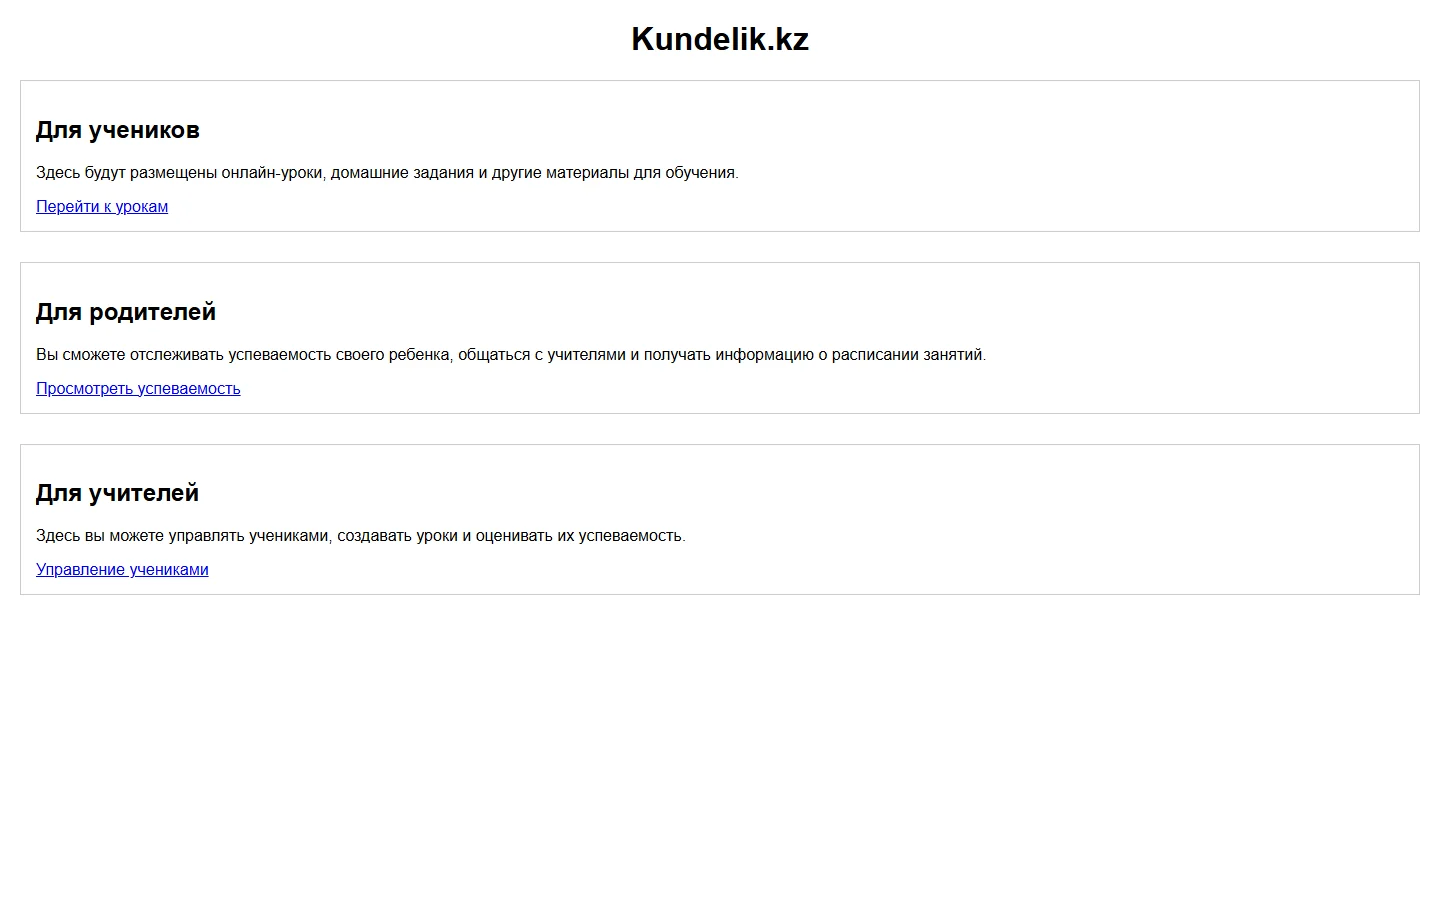 Kundelik.kz
Для учеников
Здесь будут размещены онлайн-уроки, домашние задания и другие материалы для обучения.
Перейти к урокам
Для родителей
Вы сможете отслеживать успеваемость своего ребенка, общаться с учителями и получать информацию о расписании занятий.
Просмотреть успеваемость
Для учителей
Здесь вы можете управлять учениками, создавать уроки и оценивать их успеваемость.
Управление учениками